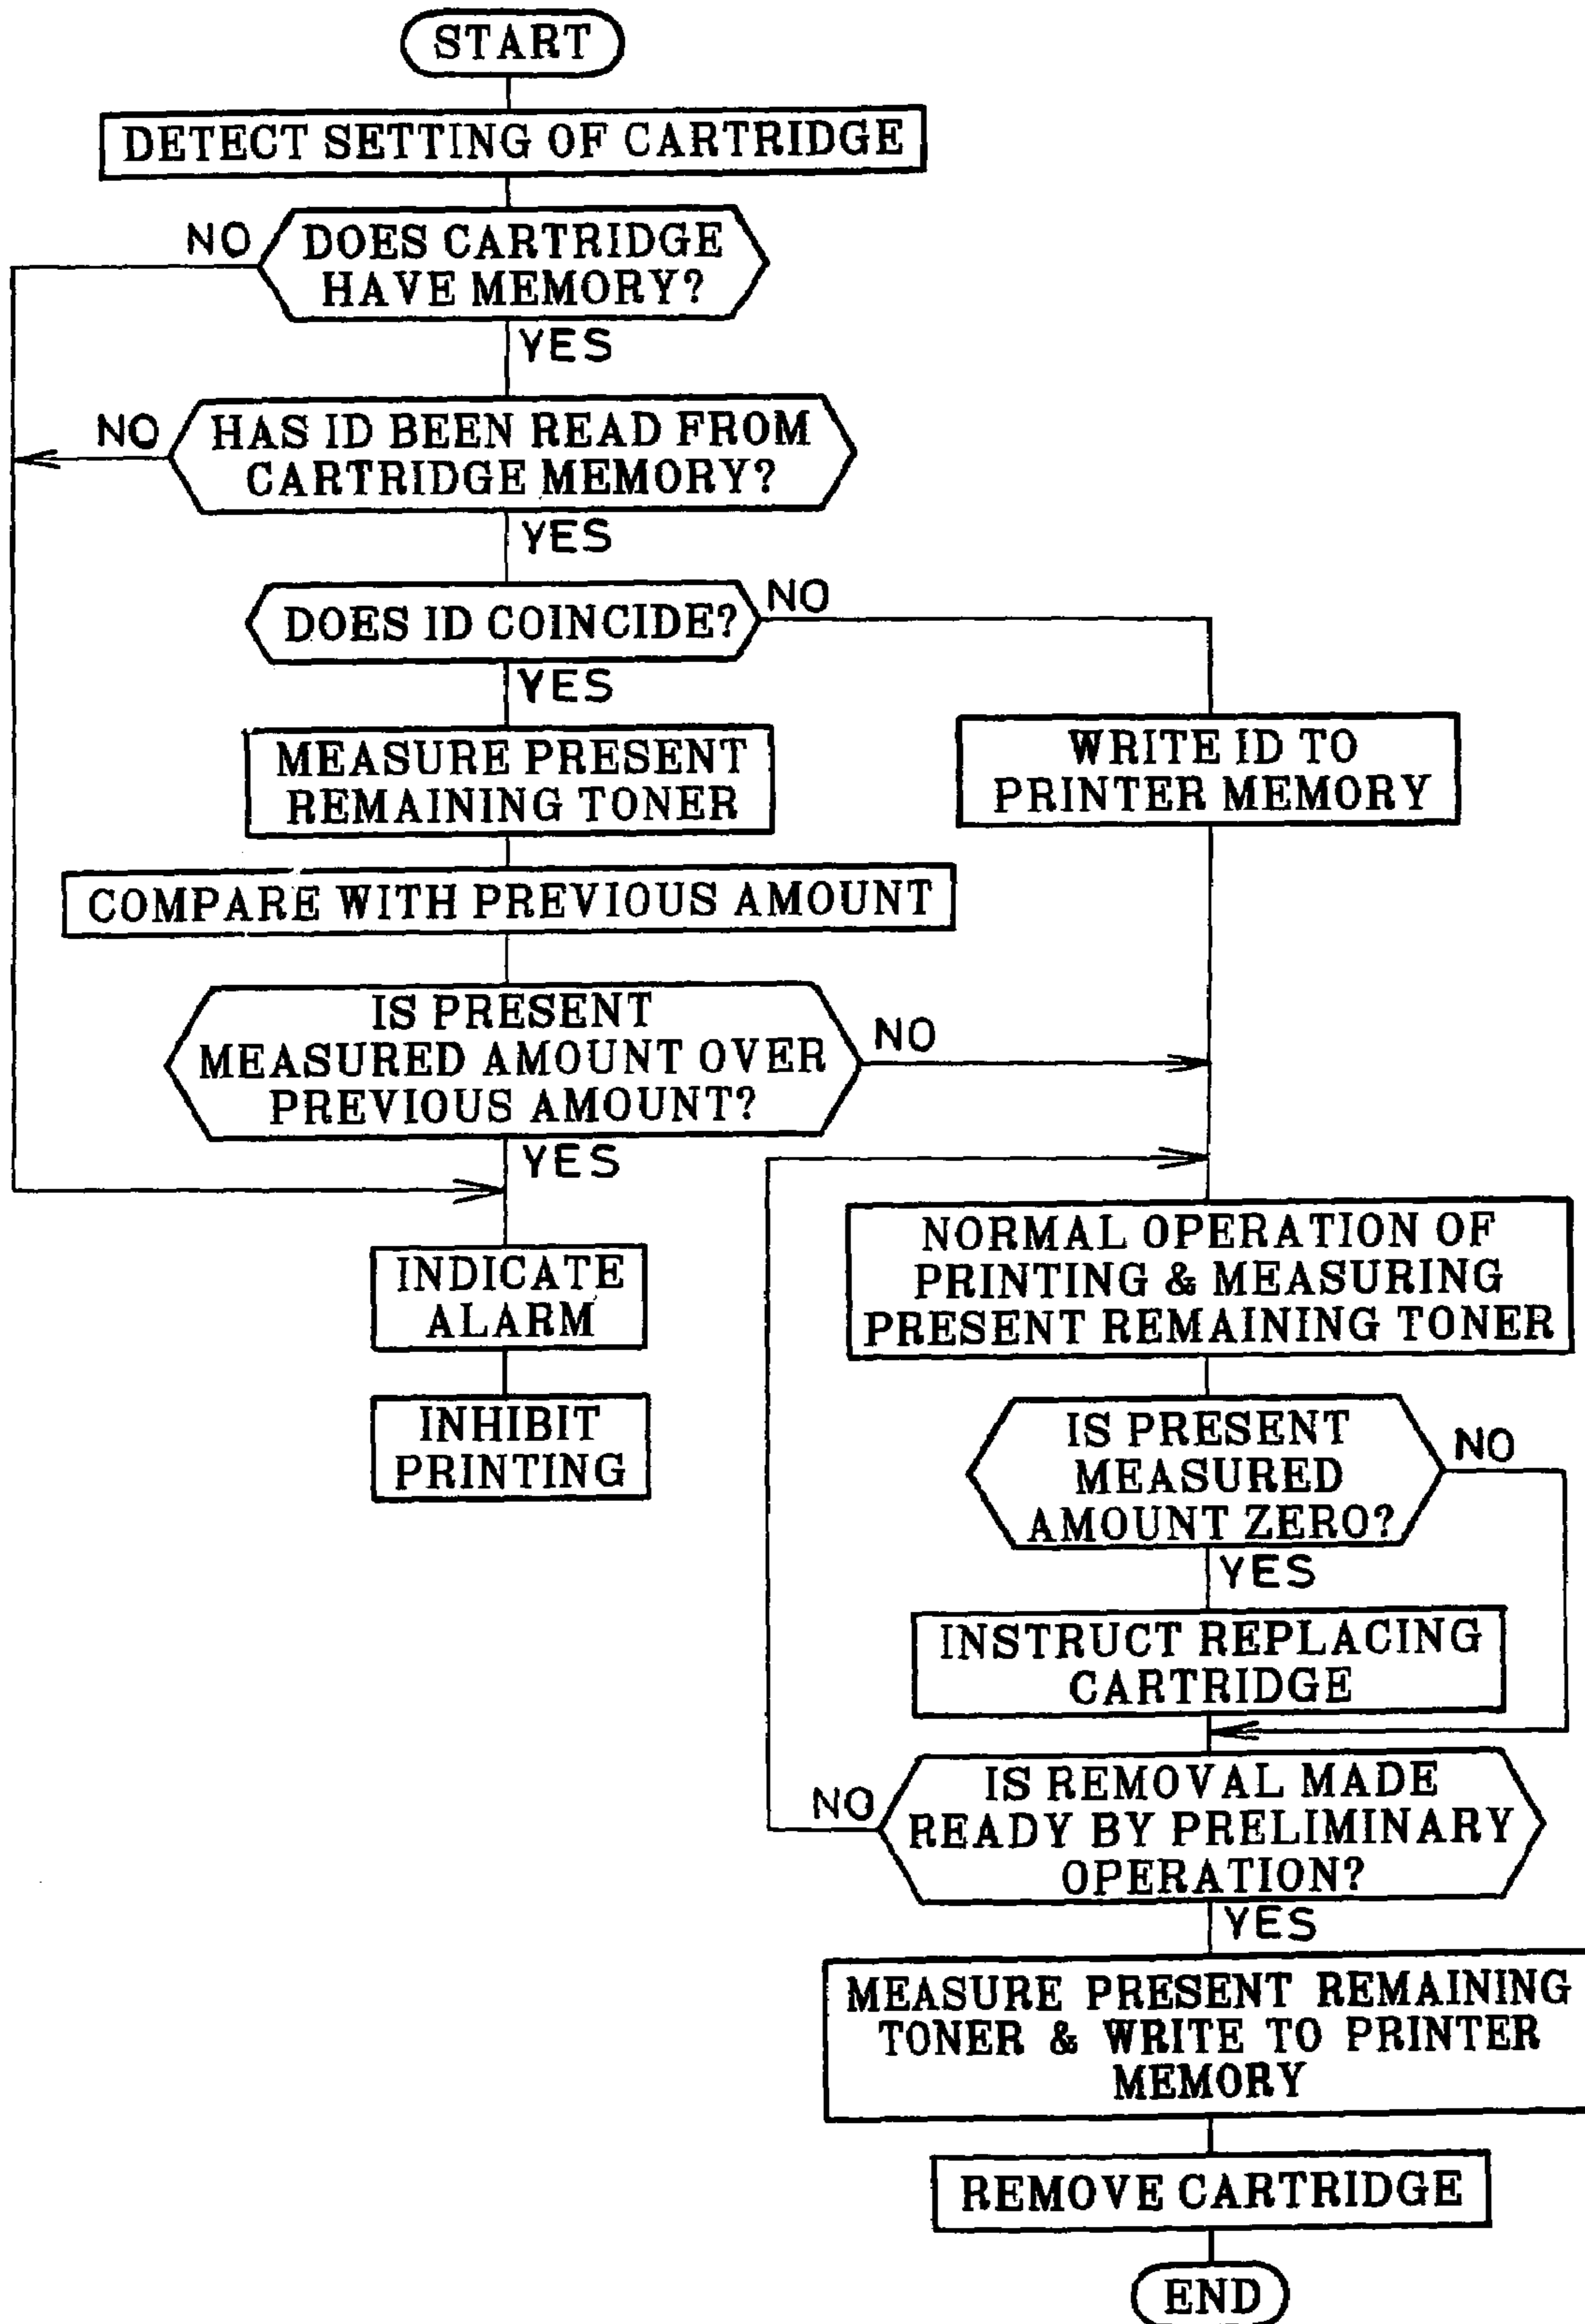 START
DETECT SETTING OF CARTRIDGE
NO
DOES CARTRIDGE
HAVE MEMORY?
YES
NO
HAS ID BEEN READ FROM
CARTRIDGE MEMORY?
YES
DOES ID COINCIDE?
NO
YES
MEASURE PRESENT
REMAINING TONER
WRITE ID TO
PRINTER MEMORY
COMPARE WITH PREVIOUS AMOUNT
IS PRESENT
MEASURED AMOUNT OVER
PREVIOUS AMOUNT?
NO
YES
INDICATE
ALARM
INHIBIT
PRINTING
NORMAL OPERATION OF
PRINTING & MEASURING
PRESENT REMAINING TONER
IS PRESENT
MEASURED
AMOUNT ZERO?
NO
YES
INSTRUCT REPLACING
CARTRIDGE
NO
IS REMOVAL MADE
READY BY PRELIMINARY
OPERATION?
YES
MEASURE PRESENT REMAINING
TONER & WRITE TO PRINTER
MEMORY
REMOVE CARTRIDGE
END